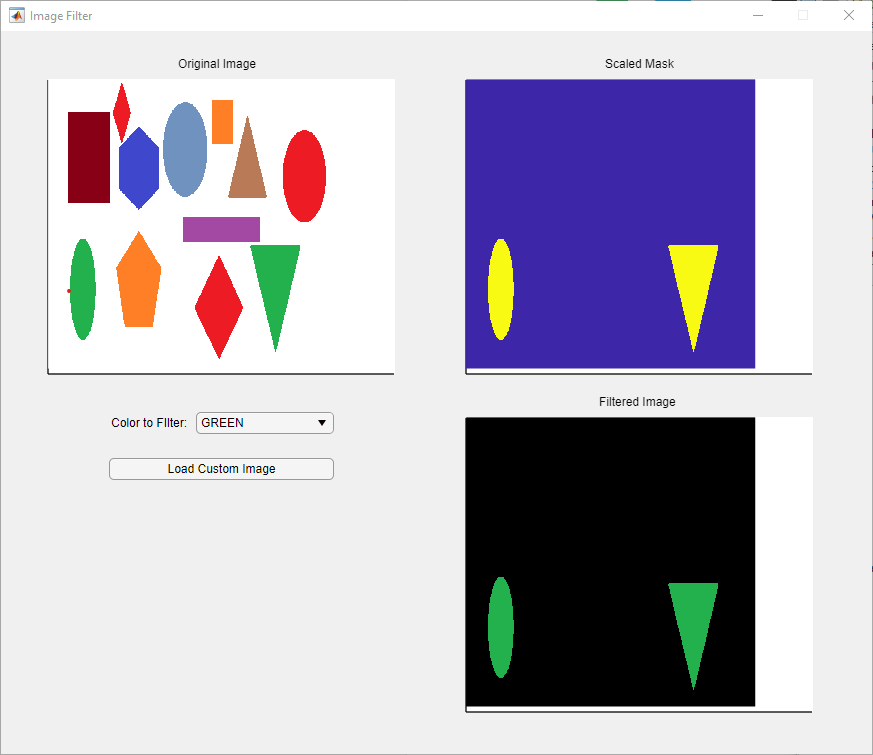 Image Filter
Original Image
Scaled Mask
Color to FIlter:
GREEN
Load Custom Image
Filtered Image